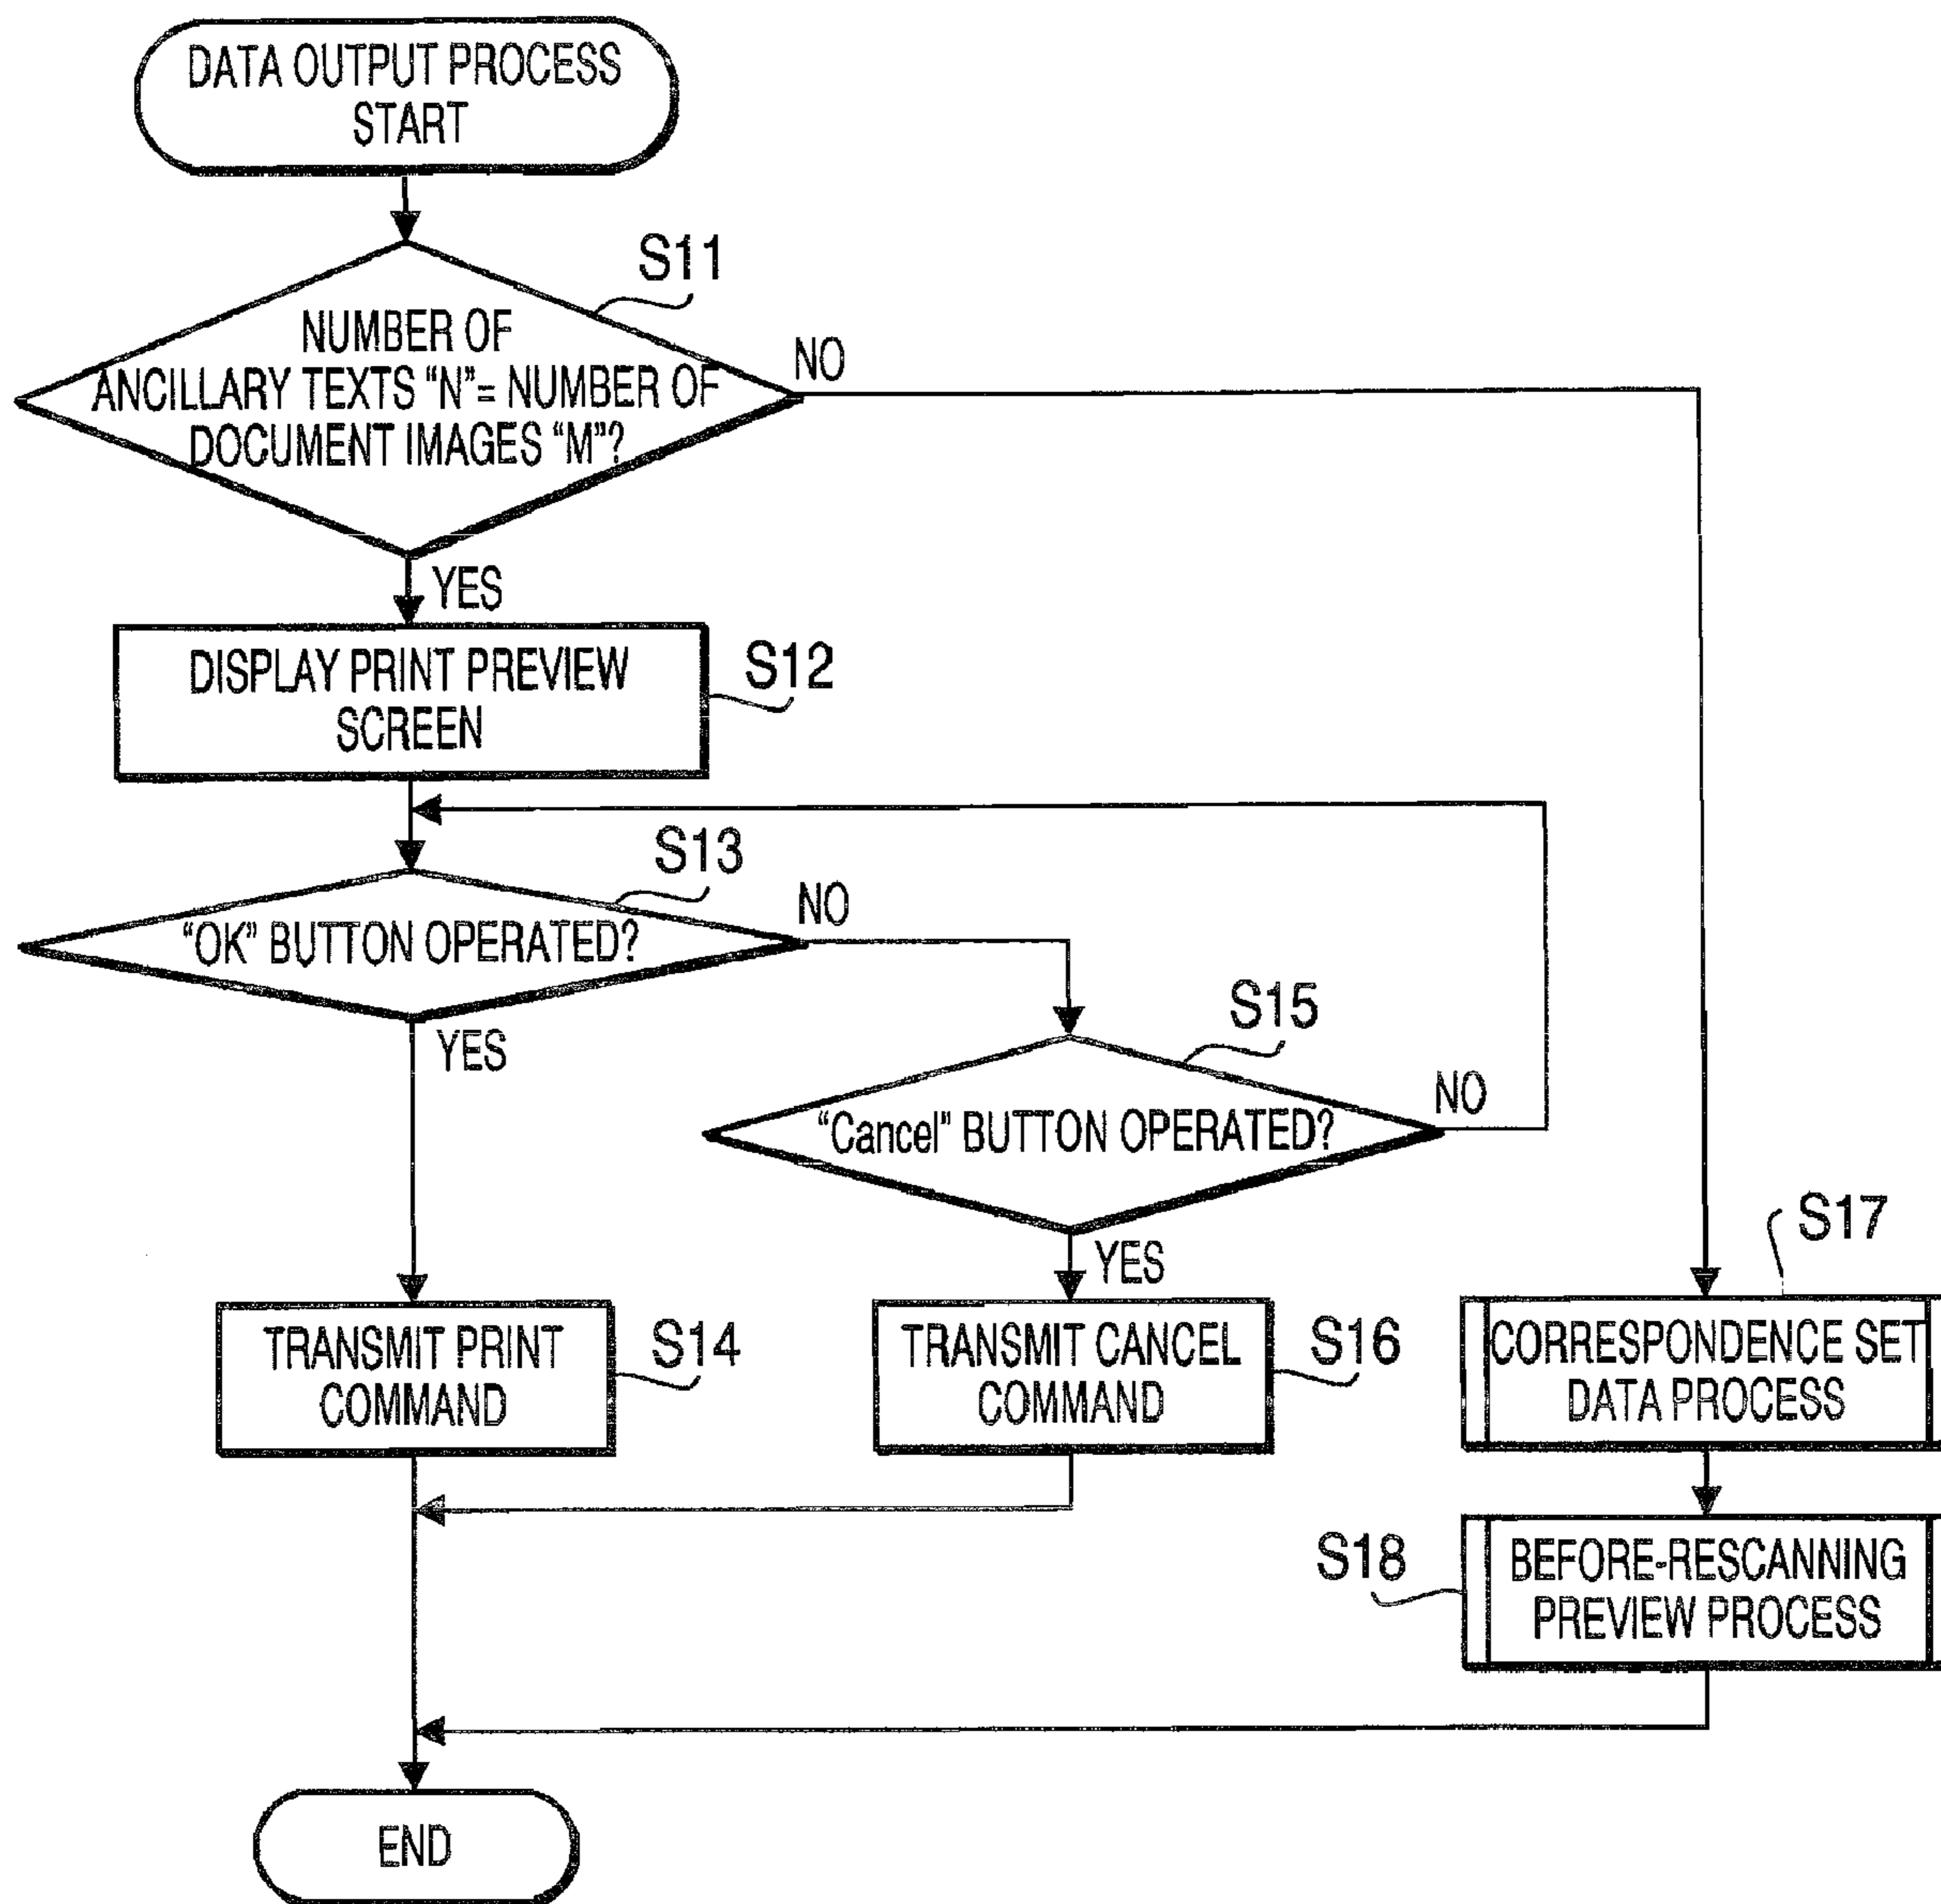 DATA OUTPUT PROCESS
START
S11
NUMBER OF
ANCILLARY TEXTS “N”= NUMBER OF
DOCUMENT IMAGES “M”?
NO
YES
DISPLAY PRINT PREVIEW
SCREEN
S12
S13
“OK” BUTTON OPERATED?
NO
YES
S15
“Cancel” BUTTON OPERATED?
NO
YES
TRANSMIT PRINT
COMMAND
S14
TRANSMIT CANCEL
COMMAND
S16
S17
CORRESPONDENCE SET
DATA PROCESS
S18
BEFORE-RESCANNING
PREVIEW PROCESS
END